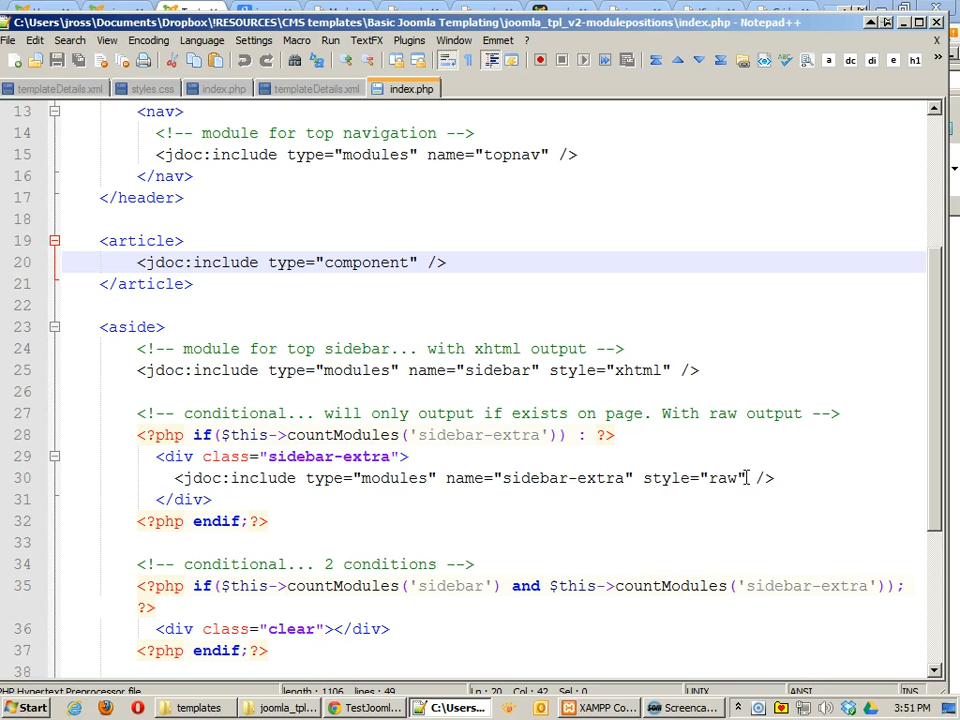 C:\Users\jross\Documents\Dropbox\!RESOURCES\CMS templates\Basic Joomla Templating\joomla_tpl_v2-modulepositions\index.php - Notepad++
File Edit Search View Encoding Language Settings Macro Run TextFX Plugins Window Emmet ? X
a dc di e h1 »
templateDetails.xml styles.css index.php templateDetails.xml index.php
13 <nav>
14 <!-- module for top navigation -->
15 <jdoc:include type="modules" name="topnav" />
16 </nav>
17 </header>
18
19 <article>
20 <jdoc:include type="component" />
21 </article>
22
23 <aside>
24 <!-- module for top sidebar... with xhtml output -->
25 <jdoc:include type="modules" name="sidebar" style="xhtml" />
26
27 <!-- conditional... will only output if exists on page. With raw output -->
28 <?php if($this->countModules('sidebar-extra')) : ?>
29 <div class="sidebar-extra">
30 <jdoc:include type="modules" name="sidebar-extra" style="raw" />
31 </div>
32 <?php endif;?>
33
34 <!-- conditional... 2 conditions -->
35 <?php if($this->countModules('sidebar') and $this->countModules('sidebar-extra'));
?>
36 <div class="clear"></div>
37 <?php endif;?>
38
PHP Hypertext Preprocessor file length : 1106 lines : 49 Ln : 20 Col : 42 Sel : 0 UNIX ANSI INS
Start templates joomla_tpl... TestJooml... C:\Users... XAMPP Co... Screenca... 3:51 PM